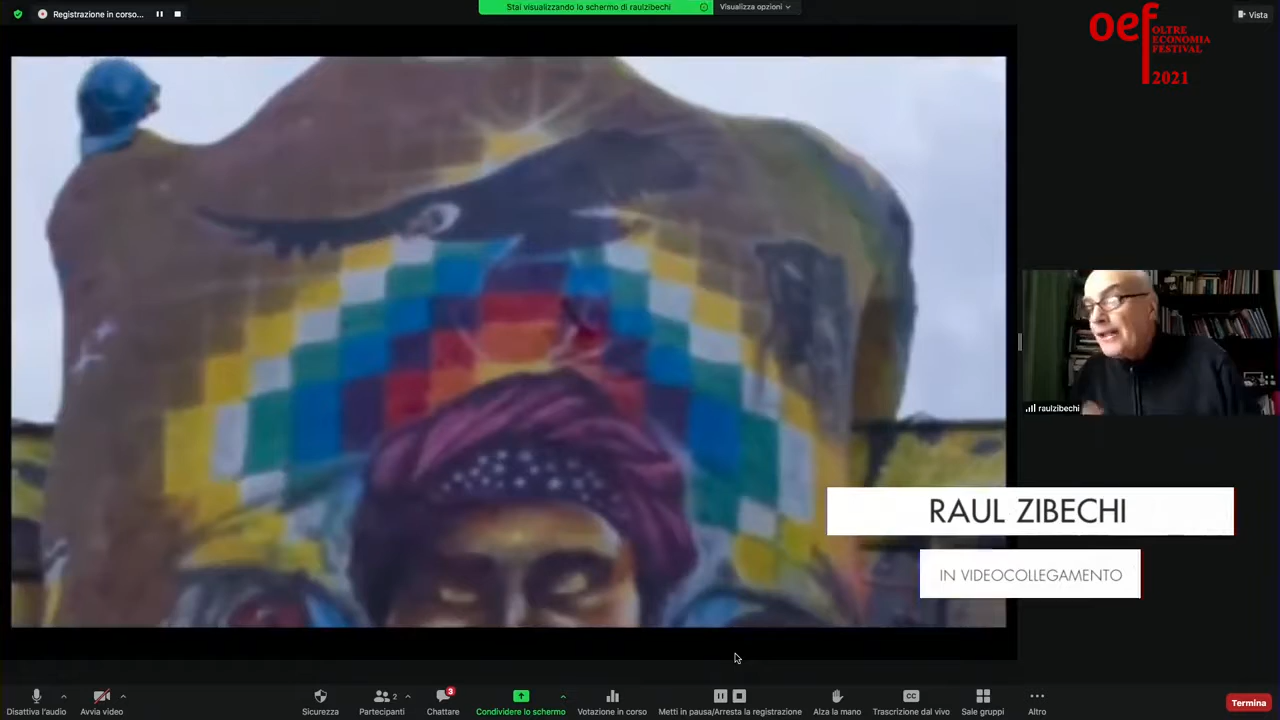 Registrazione in corso...
Stai visualizzando lo schermo di raulzibechi
Visualizza opzioni
Vista
oef
OLTRE
ECONOMIA
FESTIVAL
2021
raulzibechi
RAUL ZIBECHI
IN VIDEOCOLLEGAMENTO
Disattiva l'audio
Avvia video
Sicurezza
2
Partecipanti
3
Chattare
Condividere lo schermo
Votazione in corso
Metti in pausa/Arresta la registrazione
Alza la mano
CC
Trascrizione dal vivo
Sale gruppi
Altro
Termina